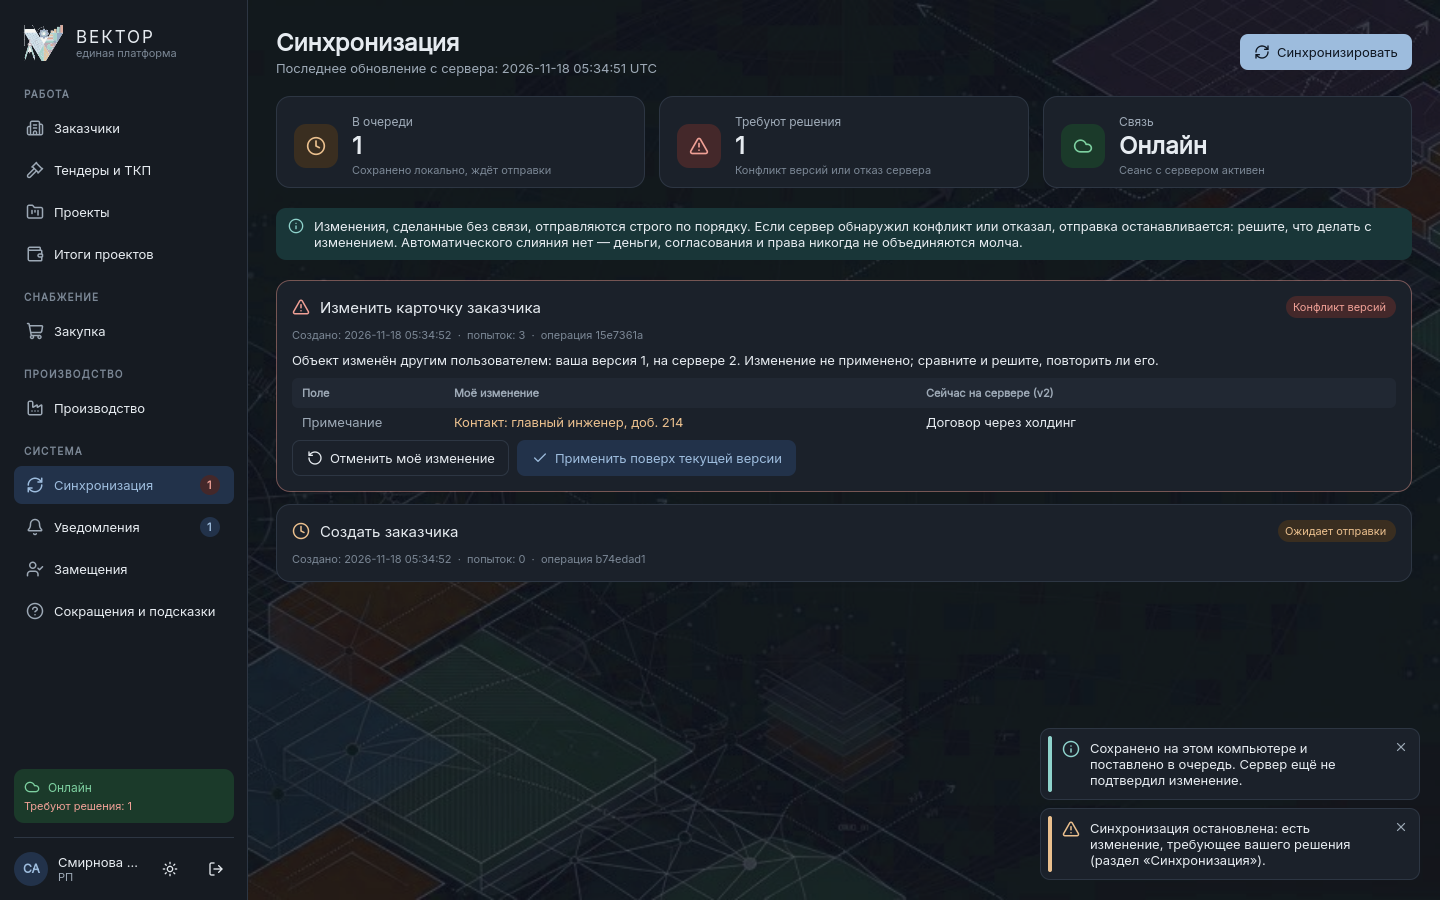 ВЕКТОР
единая платформа
РАБОТА
Заказчики
Тендеры и ТКП
Проекты
Итоги проектов
СНАБЖЕНИЕ
Закупка
ПРОИЗВОДСТВО
Производство
СИСТЕМА
Синхронизация 1
Уведомления 1
Замещения
Сокращения и подсказки
Онлайн
Требуют решения: 1
СА
Смирнова ...
РП
Синхронизация
Последнее обновление с сервера: 2026-11-18 05:34:51 UTC
Синхронизировать
В очереди
1
Сохранено локально, ждёт отправки
Требуют решения
1
Конфликт версий или отказ сервера
Связь
Онлайн
Сеанс с сервером активен
Изменения, сделанные без связи, отправляются строго по порядку. Если сервер обнаружил конфликт или отказал, отправка останавливается: решите, что делать с
изменением. Автоматического слияния нет — деньги, согласования и права никогда не объединяются молча.
Изменить карточку заказчика
Конфликт версий
Создано: 2026-11-18 05:34:52 · попыток: 3 · операция 15e7361a
Объект изменён другим пользователем: ваша версия 1, на сервере 2. Изменение не применено; сравните и решите, повторить ли его.
Поле Моё изменение Сейчас на сервере (v2)
Примечание Контакт: главный инженер, доб. 214 Договор через холдинг
Отменить моё изменение
Применить поверх текущей версии
Создать заказчика
Ожидает отправки
Создано: 2026-11-18 05:34:52 · попыток: 0 · операция b74edad1
Сохранено на этом компьютере и
поставлено в очередь. Сервер ещё не
подтвердил изменение.
Синхронизация остановлена: есть
изменение, требующее вашего решения
(раздел «Синхронизация»).